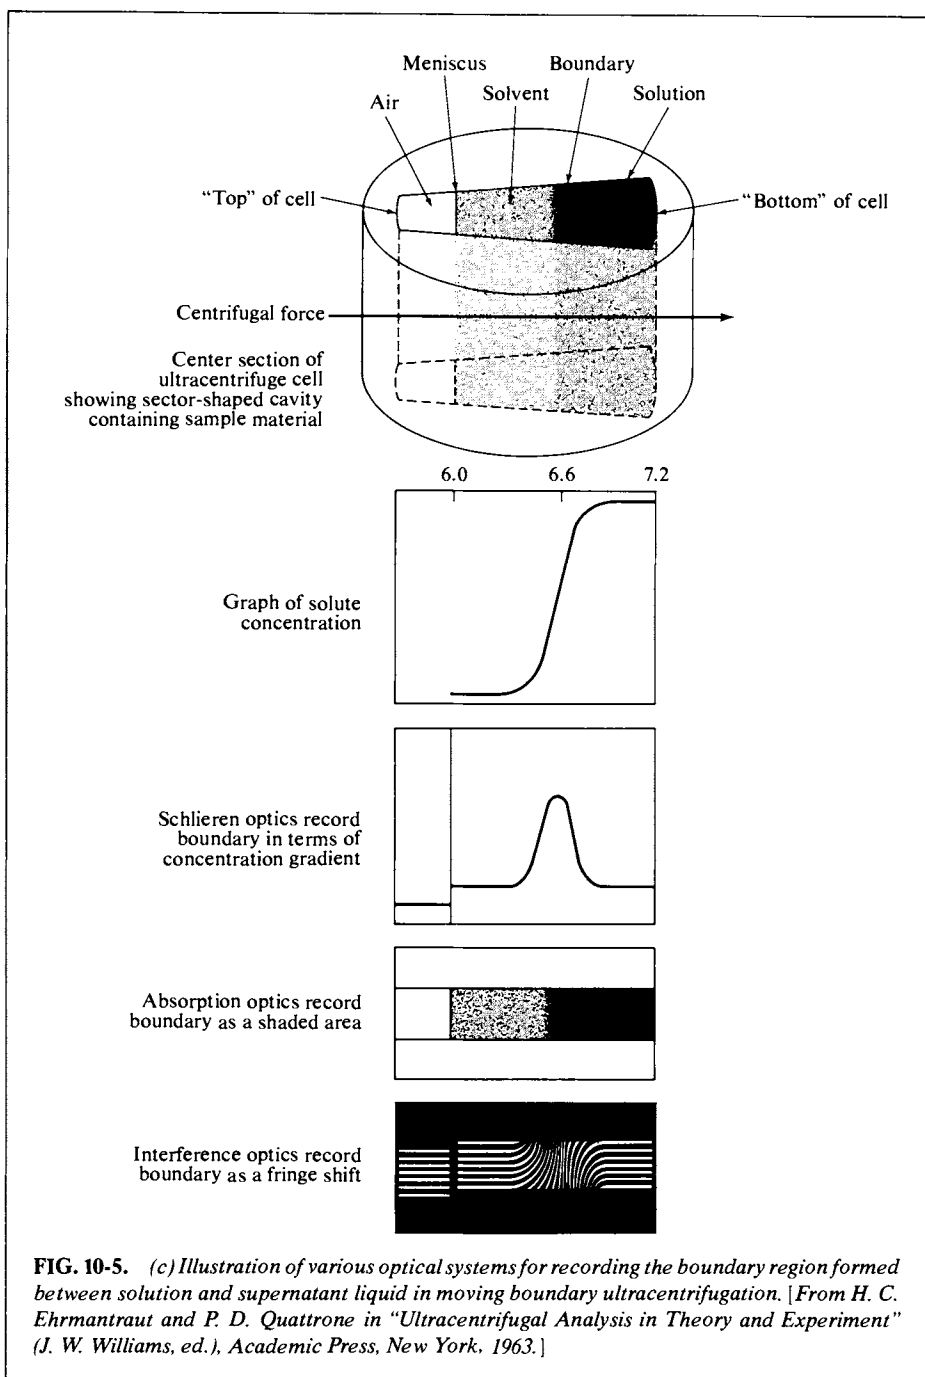 Meniscus
Boundary
Air
Solvent
Solution
“Top” of cell
“Bottom” of cell
Centrifugal force
Center section of
ultracentrifuge cell
showing sector-shaped cavity
containing sample material
6.0 6.6 7.2
Graph of solute
concentration
Schlieren optics record
boundary in terms of
concentration gradient
Absorption optics record
boundary as a shaded area
Interference optics record
boundary as a fringe shift
FIG. 10-5. (c) Illustration of various optical systems for recording the boundary region formed
between solution and supernatant liquid in moving boundary ultracentrifugation. [From H. C.
Ehrmantraut and P. D. Quattrone in “Ultracentrifugal Analysis in Theory and Experiment”
(J. W. Williams, ed.), Academic Press, New York, 1963.]